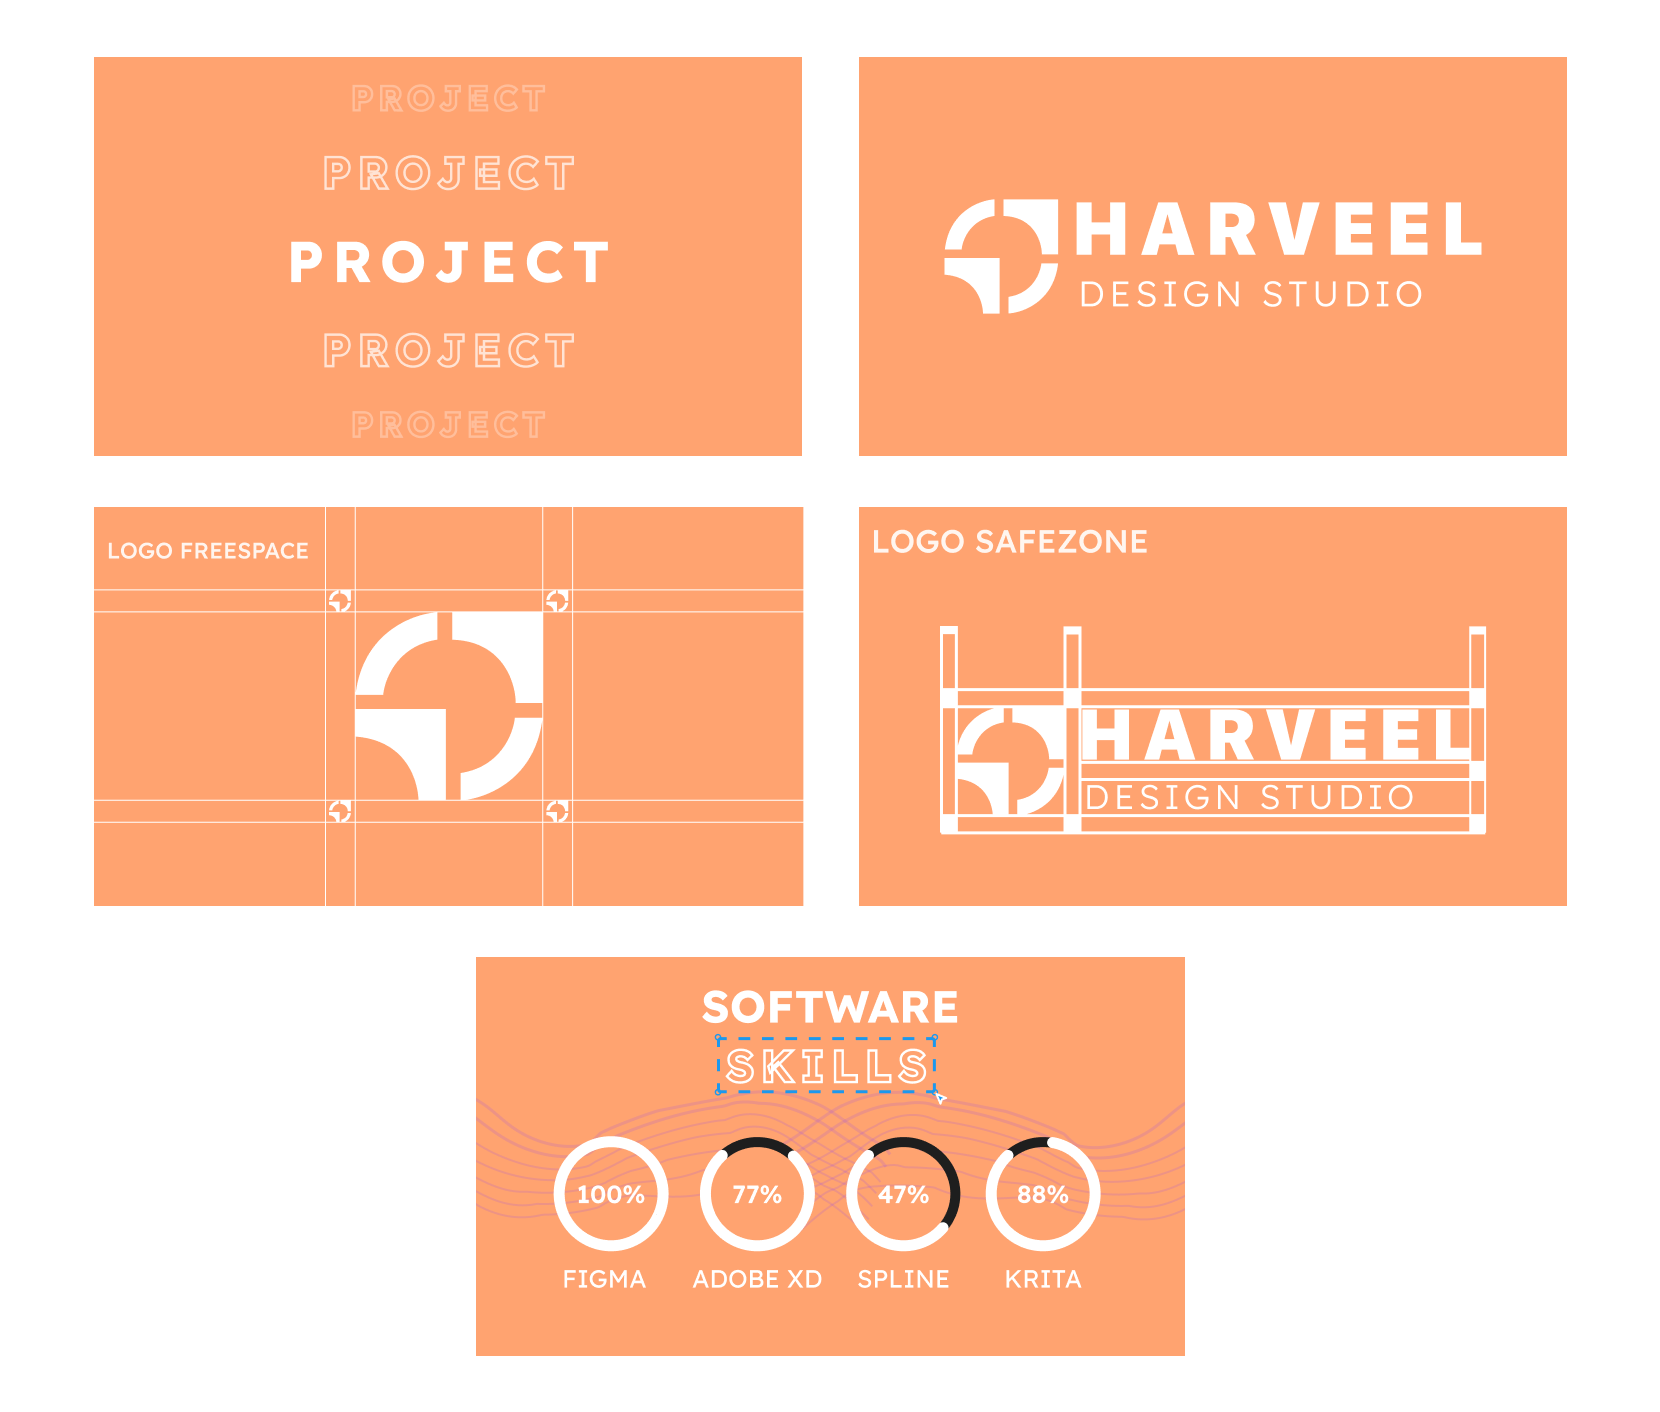 PROJECT
PROJECT
PROJECT
PROJECT
PROJECT
HARVEEL
DESIGN STUDIO
LOGO FREESPACE
LOGO SAFEZONE
HARVEEL
DESIGN STUDIO
SOFTWARE
SKILLS
100% 77% 47% 88%
FIGMA ADOBE XD SPLINE KRITA